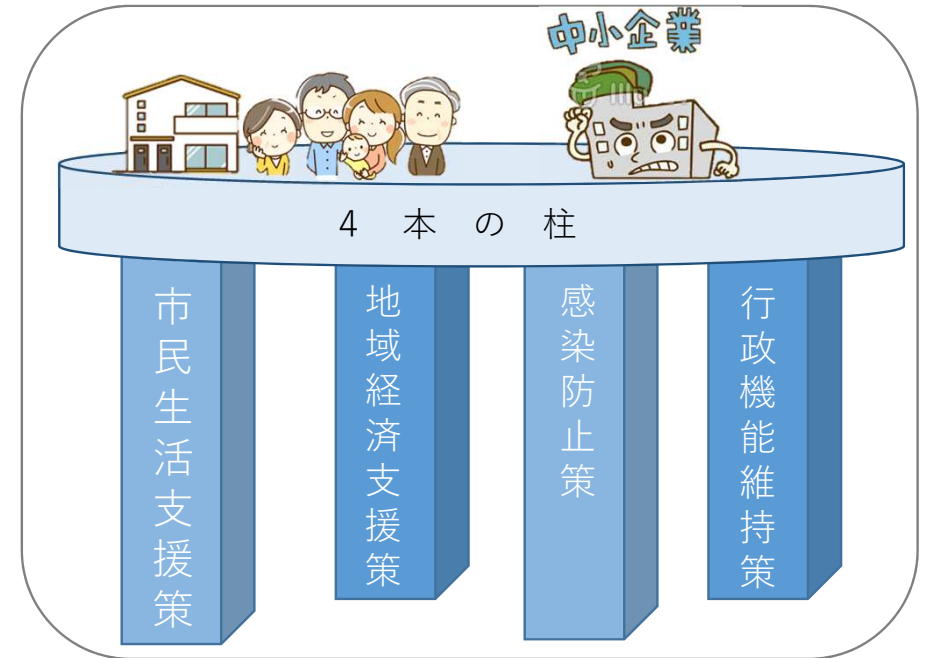 中小企業
4 本 の 柱
市民生活支援策
地域経済支援策
感染防止策
行政機能維持策